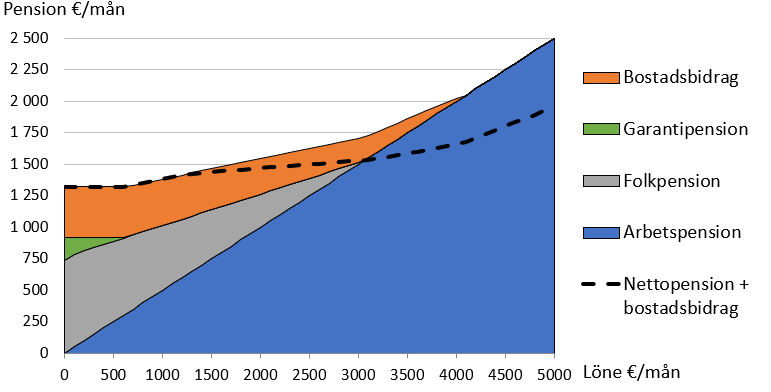 Pension €/mån
2 500
2 250
2 000
1 750
1 500
1 250
1 000
750
500
250
0
0 500 1000 1500 2000 2500 3000 3500 4000 4500 5000
Löne €/mån
Bostadsbidrag
Garantipension
Folkpension
Arbetspension
Nettopension +
bostadsbidrag